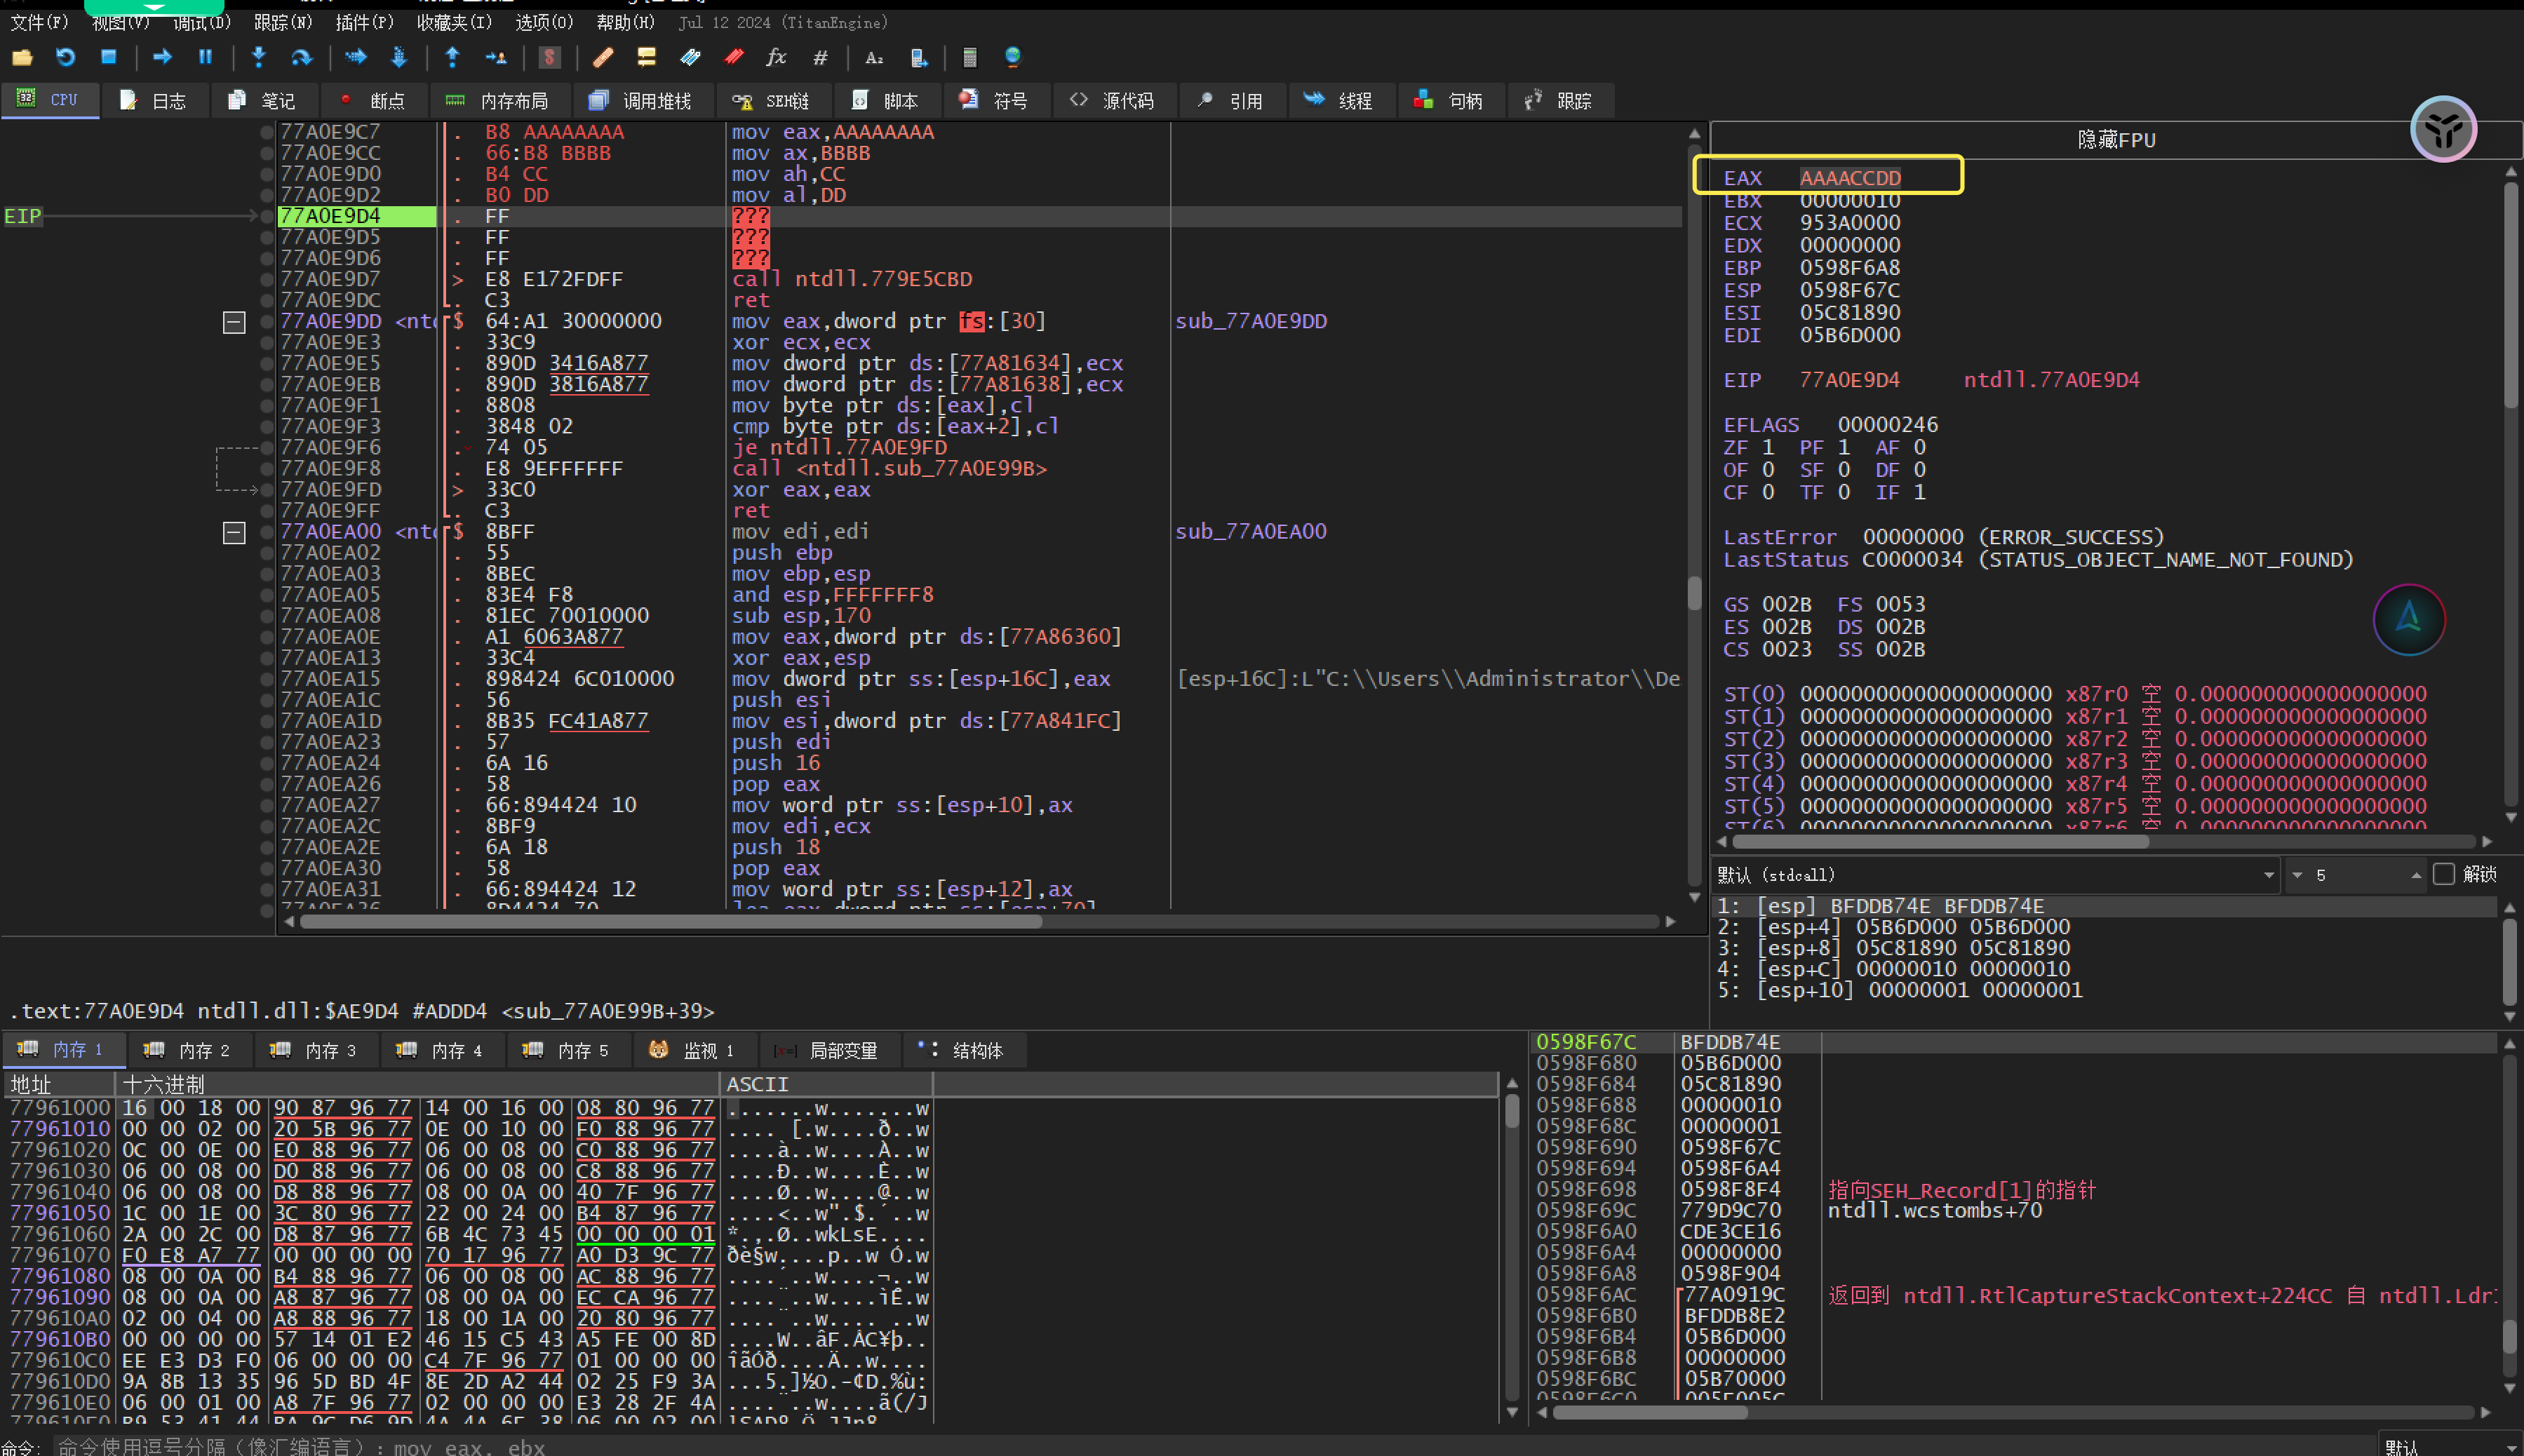 文件(F) 视图(V) 调试(D) 跟踪(N) 插件(P) 收藏夹(I) 选项(O) 帮助(H) Jul 12 2024 (TitanEngine)
CPU 日志 笔记 断点 内存布局 调用堆栈 SEH链 脚本 符号 源代码 引用 线程 句柄 跟踪
77A0E9C7 . B8 AAAAAAAA mov eax,AAAAAAAA
77A0E9CC . 66:B8 BBBB mov ax,BBBB
77A0E9D0 . B4 CC mov ah,CC
77A0E9D2 . B0 DD mov al,DD
EIP 77A0E9D4 . FF ???
77A0E9D5 . FF ???
77A0E9D6 . FF ???
77A0E9D7 > E8 E172FDFF call ntdll.779E5CBD
77A0E9DC . C3 ret
77A0E9DD <ntd $ 64:A1 30000000 mov eax,dword ptr fs:[30] sub_77A0E9DD
77A0E9E3 . 33C9 xor ecx,ecx
77A0E9E5 . 890D 3416A877 mov dword ptr ds:[77A81634],ecx
77A0E9EB . 890D 3816A877 mov dword ptr ds:[77A81638],ecx
77A0E9F1 . 8808 mov byte ptr ds:[eax],cl
77A0E9F3 . 3848 02 cmp byte ptr ds:[eax+2],cl
77A0E9F6 . 74 05 je ntdll.77A0E9FD
77A0E9F8 . E8 9EFFFFFF call <ntdll.sub_77A0E99B>
77A0E9FD > 33C0 xor eax,eax
77A0E9FF . C3 ret
77A0EA00 <ntd $ 8BFF mov edi,edi sub_77A0EA00
77A0EA02 . 55 push ebp
77A0EA03 . 8BEC mov ebp,esp
77A0EA05 . 83E4 F8 and esp,FFFFFFF8
77A0EA08 . 81EC 70010000 sub esp,170
77A0EA0E . A1 6063A877 mov eax,dword ptr ds:[77A86360]
77A0EA13 . 33C4 xor eax,esp
77A0EA15 . 898424 6C010000 mov dword ptr ss:[esp+16C],eax [esp+16C]:L"C:\\Users\\Administrator\\De
77A0EA1C . 56 push esi
77A0EA1D . 8B35 FC41A877 mov esi,dword ptr ds:[77A841FC]
77A0EA23 . 57 push edi
77A0EA24 . 6A 16 push 16
77A0EA26 . 58 pop eax
77A0EA27 . 66:894424 10 mov word ptr ss:[esp+10],ax
77A0EA2C . 8BF9 mov edi,ecx
77A0EA2E . 6A 18 push 18
77A0EA30 . 58 pop eax
77A0EA31 . 66:894424 12 mov word ptr ss:[esp+12],ax
隐藏FPU
EAX AAAACCDD
EBX 00000010
ECX 953A0000
EDX 00000000
EBP 0598F6A8
ESP 0598F67C
ESI 05C81890
EDI 05B6D000
EIP 77A0E9D4 ntdll.77A0E9D4
EFLAGS 00000246
ZF 1 PF 1 AF 0
OF 0 SF 0 DF 0
CF 0 TF 0 IF 1
LastError 00000000 (ERROR_SUCCESS)
LastStatus C0000034 (STATUS_OBJECT_NAME_NOT_FOUND)
GS 002B FS 0053
ES 002B DS 002B
CS 0023 SS 002B
ST(0) 00000000000000000000 x87r0 空 0.000000000000000000
ST(1) 00000000000000000000 x87r1 空 0.000000000000000000
ST(2) 00000000000000000000 x87r2 空 0.000000000000000000
ST(3) 00000000000000000000 x87r3 空 0.000000000000000000
ST(4) 00000000000000000000 x87r4 空 0.000000000000000000
ST(5) 00000000000000000000 x87r5 空 0.000000000000000000
默认 (stdcall) 5 解锁
1: [esp] BFDDB74E BFDDB74E
2: [esp+4] 05B6D000 05B6D000
3: [esp+8] 05C81890 05C81890
4: [esp+C] 00000010 00000010
5: [esp+10] 00000001 00000001
.text:77A0E9D4 ntdll.dll:$AE9D4 #ADDD4 <sub_77A0E99B+39>
内存 1 内存 2 内存 3 内存 4 内存 5 监视 1 局部变量 结构体
地址 十六进制 ASCII
77961000 16 00 18 00 90 87 96 77 14 00 16 00 08 80 96 77 .......w.......w
77961010 00 00 02 00 20 5B 96 77 0E 00 10 00 F0 88 96 77 .... [.w....ð..w
77961020 0C 00 0E 00 E0 88 96 77 06 00 08 00 C0 88 96 77 ....à..w....À..w
77961030 06 00 08 00 D0 88 96 77 06 00 08 00 C8 88 96 77 ....Ð..w....È..w
77961040 06 00 08 00 D8 88 96 77 08 00 0A 00 40 7F 96 77 ....Ø..w....@..w
77961050 1C 00 1E 00 3C 80 96 77 22 00 24 00 B4 87 96 77 ....<..w".$.´..w
77961060 2A 00 2C 00 D8 87 96 77 6B 4C 73 45 00 00 00 01 *.,.Ø..wkLsE....
77961070 F0 E8 A7 77 00 00 00 00 70 17 96 77 A0 D3 9C 77 ðè§w....p..w Ó.w
77961080 08 00 0A 00 B4 88 96 77 06 00 08 00 AC 88 96 77 ....´..w....¬..w
77961090 08 00 0A 00 A8 87 96 77 08 00 0A 00 EC CA 96 77 ....¨..w....ìÊ.w
779610A0 02 00 04 00 A8 88 96 77 18 00 1A 00 20 80 96 77 ....¨..w.... ..w
779610B0 00 00 00 00 57 14 01 E2 46 15 C5 43 A5 FE 00 8D ....W..âF.ÅC¥þ..
779610C0 EE E3 D3 F0 06 00 00 00 C4 7F 96 77 01 00 00 00 îãÓð....Ä..w....
779610D0 9A 8B 13 35 96 5D BD 4F 8E 2D A2 44 02 25 F9 3A ...5.]½O.-¢D.%ù:
779610E0 06 00 01 00 A8 7F 96 77 02 00 00 00 E3 28 2F 4A ....¨..w....ã(/J
0598F67C BFDDB74E
0598F680 05B6D000
0598F684 05C81890
0598F688 00000010
0598F68C 00000001
0598F690 0598F67C
0598F694 0598F6A4
0598F698 0598F8F4 指向SEH_Record[1]的指针
0598F69C 779D9C70 ntdll.wcstombs+70
0598F6A0 CDE3CE16
0598F6A4 00000000
0598F6A8 0598F904
0598F6AC 77A0919C 返回到 ntdll.RtlCaptureStackContext+224CC 自 ntdll.Ldr
0598F6B0 BFDDB8E2
0598F6B4 05B6D000
0598F6B8 00000000
0598F6BC 05B70000
命令: 命令使用逗号分隔（像汇编语言）: mov eax, ebx 默认